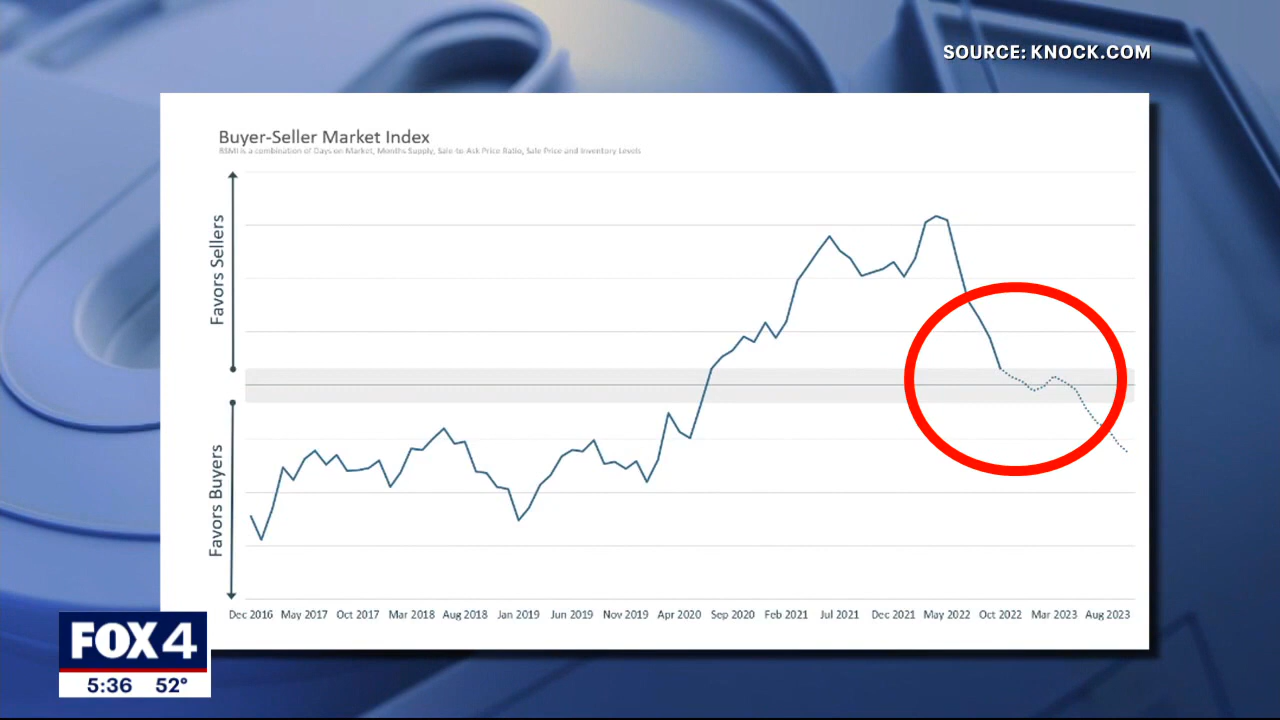 SOURCE: KNOCK.COM
Buyer-Seller Market Index
BSMI is a combination of Days on Market, Months Supply, Sale to Ask Price Ratio, Sale Price and Inventory Levels
Favors Sellers
Favors Buyers
Dec 2016 May 2017 Oct 2017 Mar 2018 Aug 2018 Jan 2019 Jun 2019 Nov 2019 Apr 2020 Sep 2020 Feb 2021 Jul 2021 Dec 2021 May 2022 Oct 2022 Mar 2023 Aug 2023
FOX 4
5:36 52°